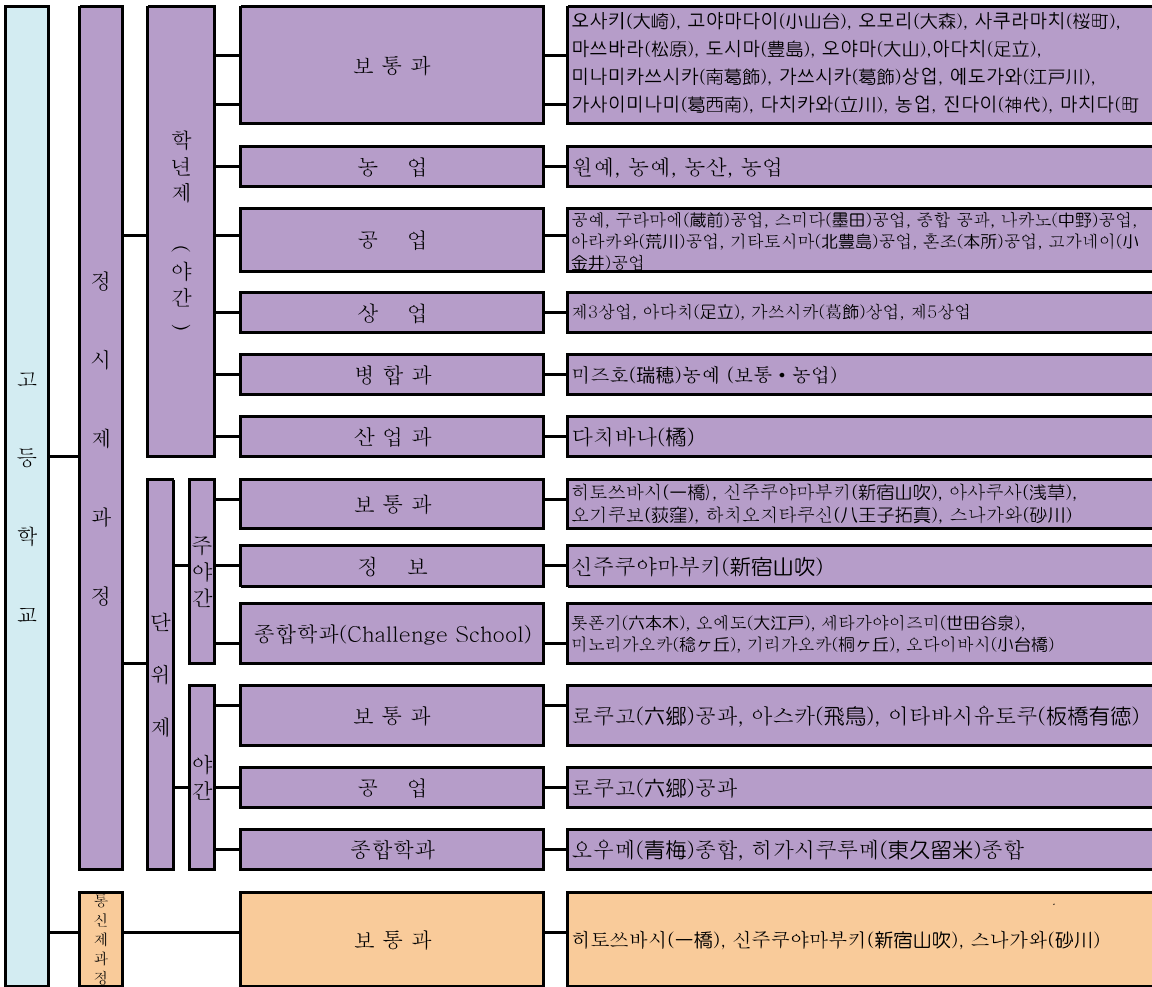 고등학교
정시제과정
학년제 (야간)
보 통 과
오사키(大崎), 고야마다이(小山台), 오모리(大森), 사쿠라마치(桜町),
마쓰바라(松原), 도시마(豊島), 오야마(大山),아다치(足立),
미나미카쓰시카(南葛飾), 가쓰시카(葛飾)상업, 에도가와(江戸川),
가사이미나미(葛西南), 다치카와(立川), 농업, 진다이(神代), 마치다(町
농 업
원예, 농예, 농산, 농업
공 업
공예, 구라마에(蔵前)공업, 스미다(墨田)공업, 종합 공과, 나카노(中野)공업,
아라카와(荒川)공업, 기타토시마(北豊島)공업, 혼조(本所)공업, 고가네이(小
金井)공업
상 업
제3상업, 아다치(足立), 가쓰시카(葛飾)상업, 제5상업
병 합 과
미즈호(瑞穂)농예 (보통・농업)
산 업 과
다치바나(橘)
단위제
주야간
보 통 과
히토쓰바시(一橋), 신주쿠야마부키(新宿山吹), 아사쿠사(浅草),
오기쿠보(荻窪), 하치오지타쿠신(八王子拓真), 스나가와(砂川)
정 보
신주쿠야마부키(新宿山吹)
종합학과(Challenge School)
롯폰기(六本木), 오에도(大江戸), 세타가야이즈미(世田谷泉),
미노리가오카(稔ヶ丘), 기리가오카(桐ヶ丘), 오다이바시(小台橋)
야간
보 통 과
로쿠고(六郷)공과, 아스카(飛鳥), 이타바시유토쿠(板橋有徳)
공 업
로쿠고(六郷)공과
종합학과
오우메(青梅)종합, 히가시쿠루메(東久留米)종합
통신제과정
보 통 과
히토쓰바시(一橋), 신주쿠야마부키(新宿山吹), 스나가와(砂川)